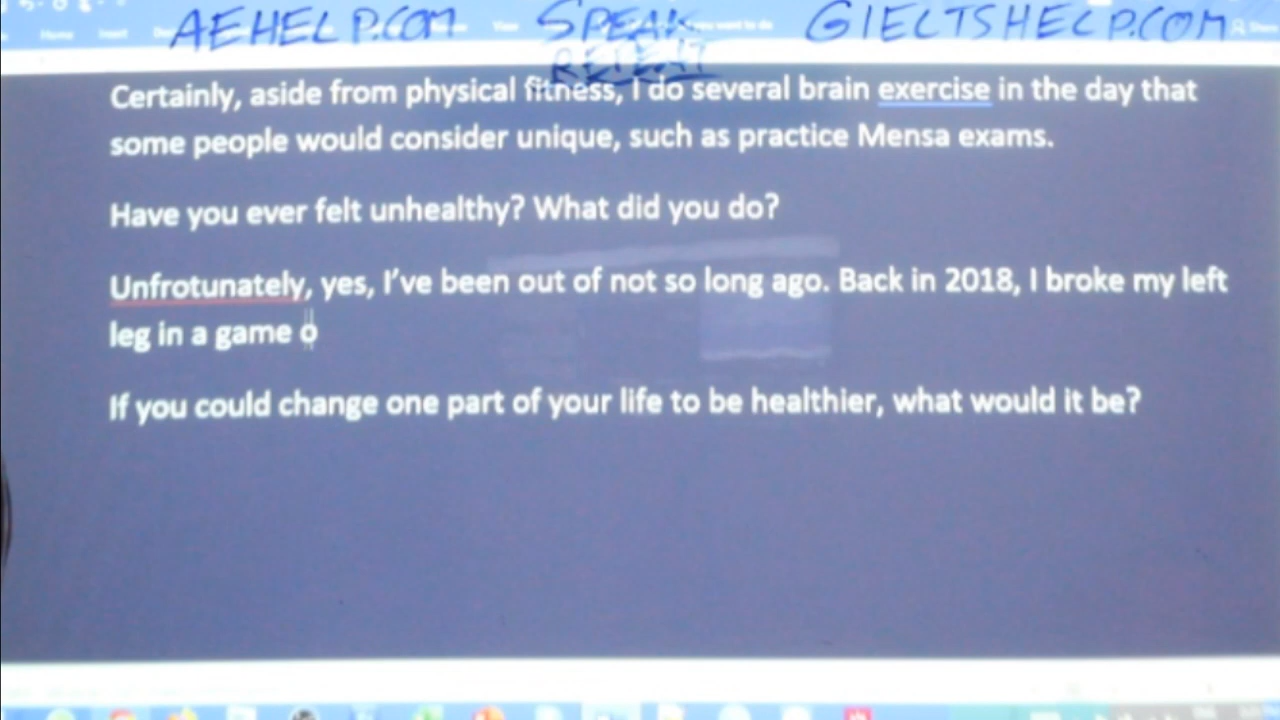 AEHELP.COM SPEAK GIELTSHELP.COM
REPEAT
Certainly, aside from physical fitness, I do several brain exercise in the day that
some people would consider unique, such as practice Mensa exams.
Have you ever felt unhealthy? What did you do?
Unfrotunately, yes, I've been out of not so long ago. Back in 2018, I broke my left
leg in a game o
If you could change one part of your life to be healthier, what would it be?